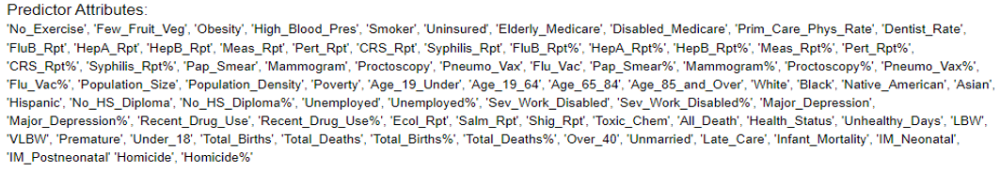 Predictor Attributes:
'No_Exercise', 'Few_Fruit_Veg', 'Obesity', 'High_Blood_Pres', 'Smoker', 'Uninsured', 'Elderly_Medicare', 'Disabled_Medicare', 'Prim_Care_Phys_Rate', 'Dentist_Rate',
'FluB_Rpt', 'HepA_Rpt', 'HepB_Rpt', 'Meas_Rpt', 'Pert_Rpt', 'CRS_Rpt', 'Syphilis_Rpt', 'FluB_Rpt%', 'HepA_Rpt%', 'HepB_Rpt%', 'Meas_Rpt%', 'Pert_Rpt%',
'CRS_Rpt%', 'Syphilis_Rpt%', 'Pap_Smear', 'Mammogram', 'Proctoscopy', 'Pneumo_Vax', 'Flu_Vac', 'Pap_Smear%', 'Mammogram%', 'Proctoscopy%', 'Pneumo_Vax%',
'Flu_Vac%', 'Population_Size', 'Population_Density', 'Poverty', 'Age_19_Under', 'Age_19_64', 'Age_65_84', 'Age_85_and_Over', 'White', 'Black', 'Native_American', 'Asian',
'Hispanic', 'No_HS_Diploma', 'No_HS_Diploma%', 'Unemployed', 'Unemployed%', 'Sev_Work_Disabled', 'Sev_Work_Disabled%', 'Major_Depression',
'Major_Depression%', 'Recent_Drug_Use', 'Recent_Drug_Use%', 'Ecol_Rpt', 'Salm_Rpt', 'Shig_Rpt', 'Toxic_Chem', 'All_Death', 'Health_Status', 'Unhealthy_Days', 'LBW',
'VLBW', 'Premature', 'Under_18', 'Total_Births', 'Total_Deaths', 'Total_Births%', 'Total_Deaths%', 'Over_40', 'Unmarried', 'Late_Care', 'Infant_Mortality', 'IM_Neonatal',
'IM_Postneonatal' 'Homicide', 'Homicide%'